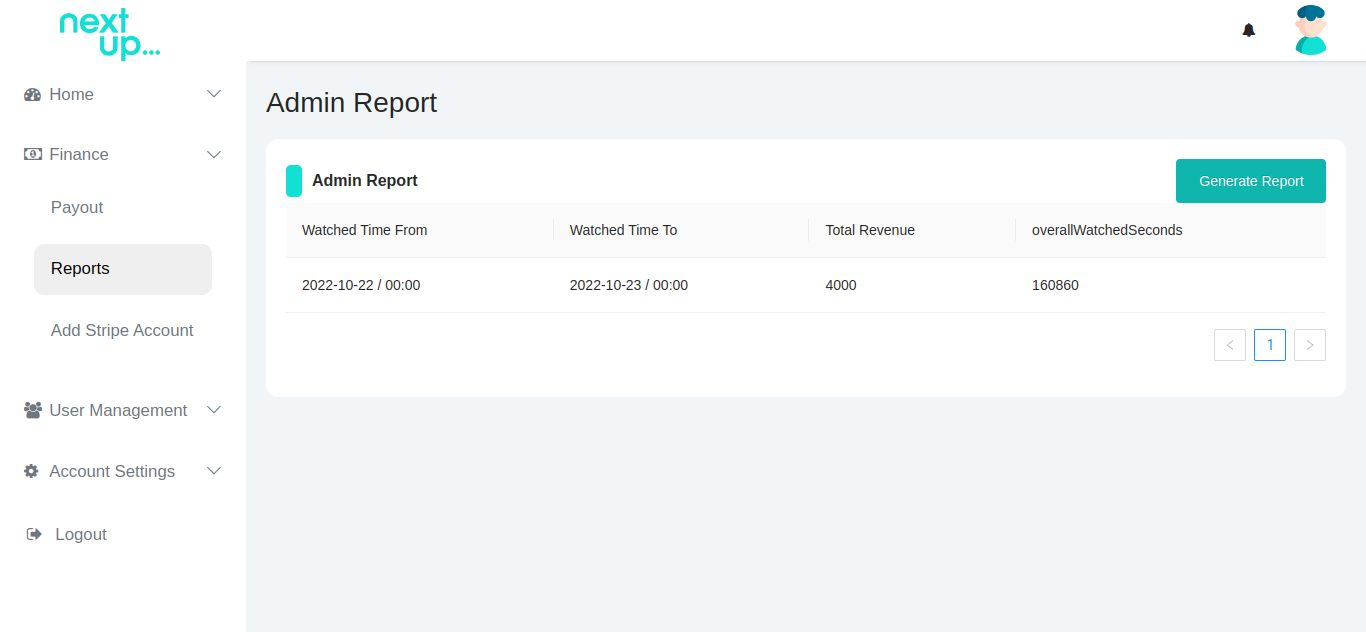 next
up...
Home
Finance
Payout
Reports
Add Stripe Account
User Management
Account Settings
Logout
Admin Report
Admin Report
Generate Report
Watched Time From Watched Time To Total Revenue overallWatchedSeconds
2022-10-22 / 00:00 2022-10-23 / 00:00 4000 160860
< 1 >